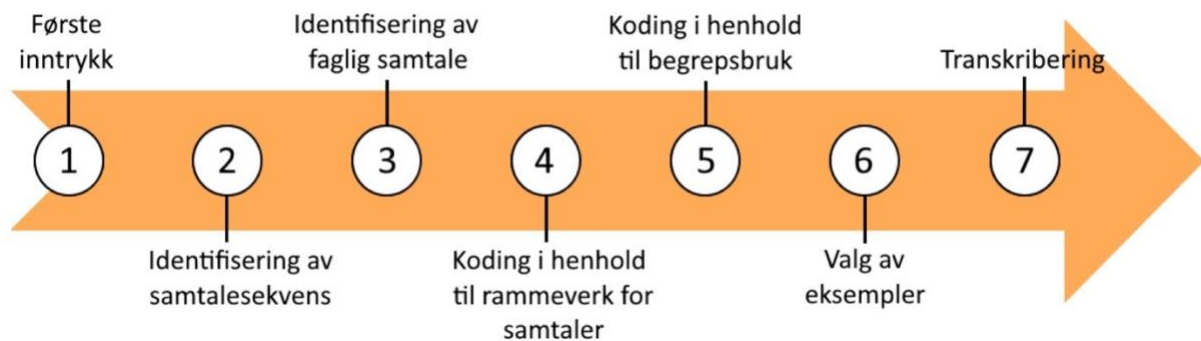 Første
inntrykk
1
Identifisering av
samtalesekvens
2
Identifisering av
faglig samtale
3
Koding i henhold
til rammeverk for
samtaler
4
Koding i henhold
til begrepsbruk
5
Valg av
eksempler
6
Transkribering
7